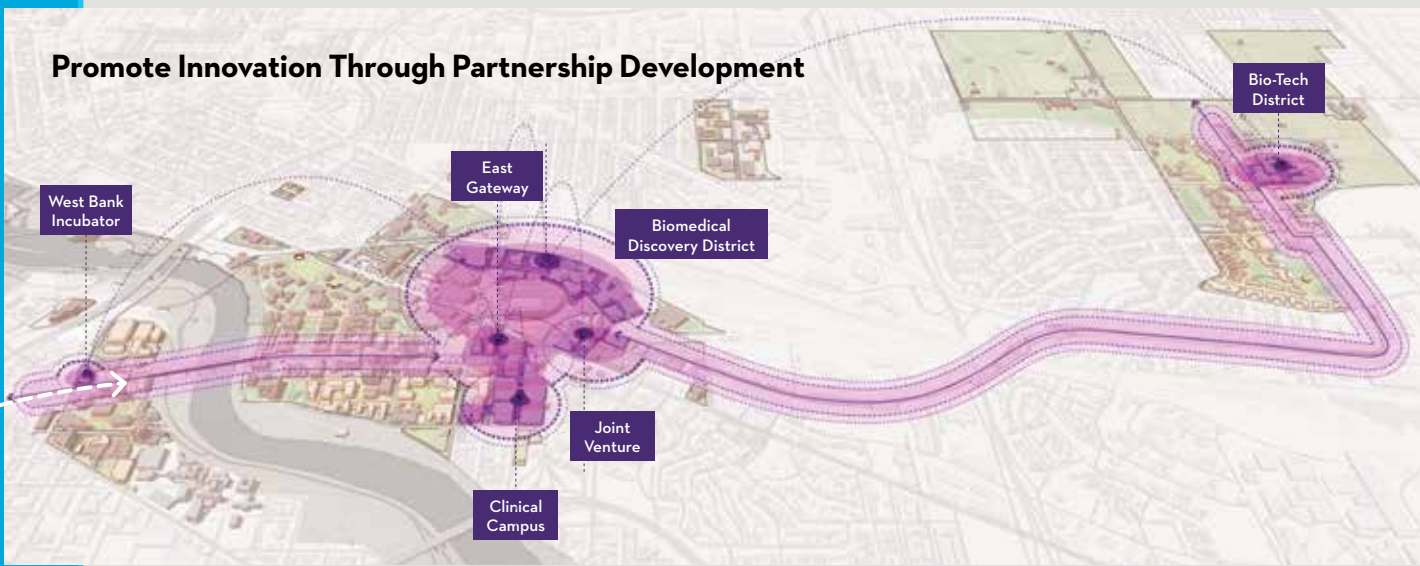 Promote Innovation Through Partnership Development
Bio-Tech
District
East
Gateway
West Bank
Incubator
Biomedical
Discovery District
Joint
Venture
Clinical
Campus